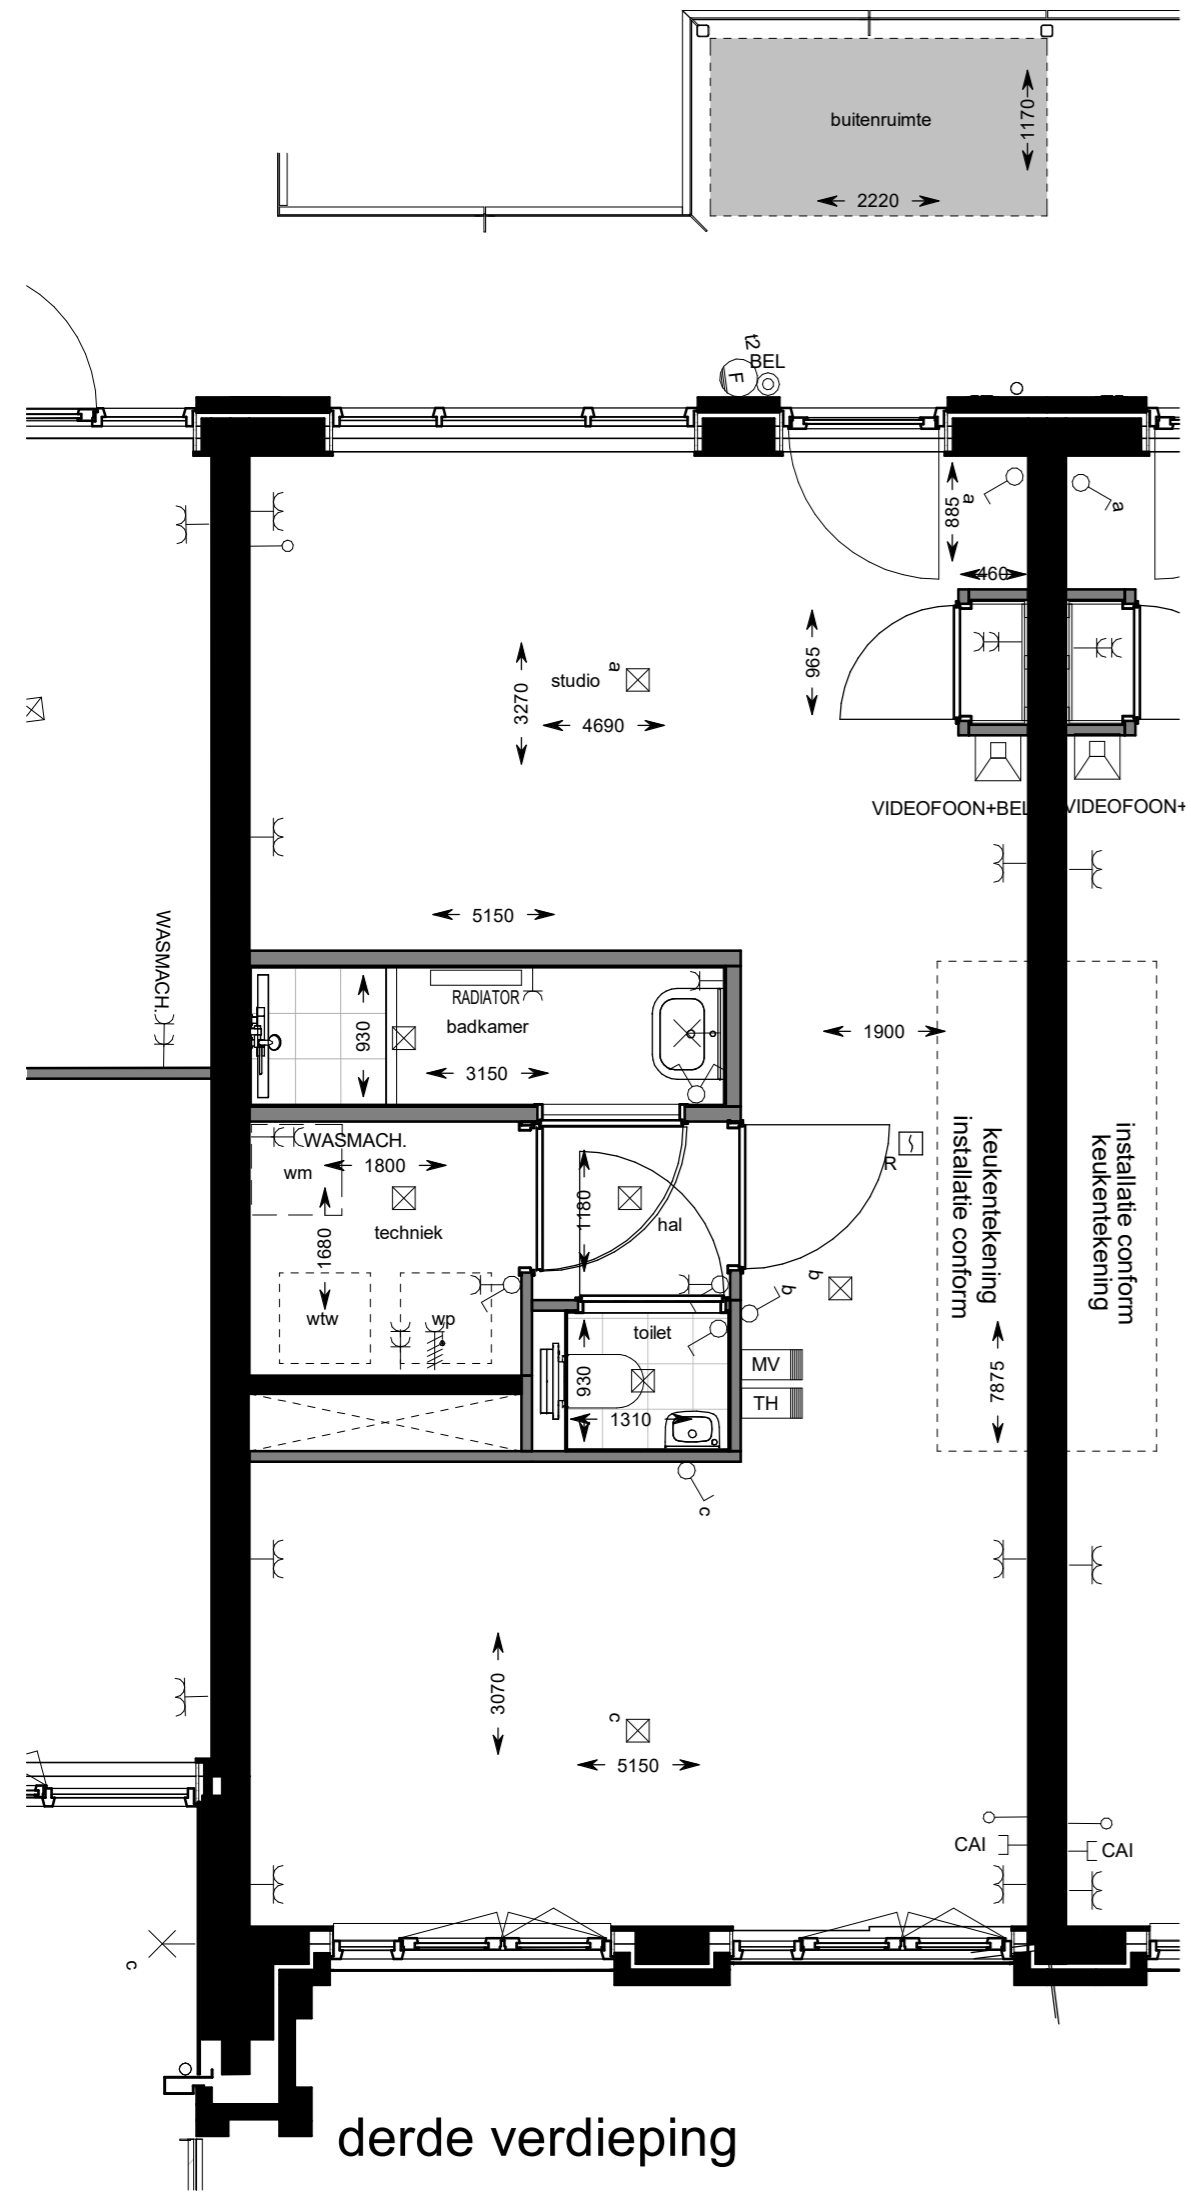 buitenruimte
1170
2220
t2
BEL
F
a
885
a
460
965
a
studio
3270
4690
VIDEOFOON+BEL
VIDEOFOON+
5150
WASMACH.
RADIATOR
930
badkamer
1900
3150
WASMACH.
wm
1800
R
1180
hal
techniek
1680
installatie conform
keukentekening
installatie conform
keukentekening
b
b
wtw
wp
toilet
930
MV
7875
TH
1310
c
3070
c
5150
CAI
CAI
c
derde verdieping